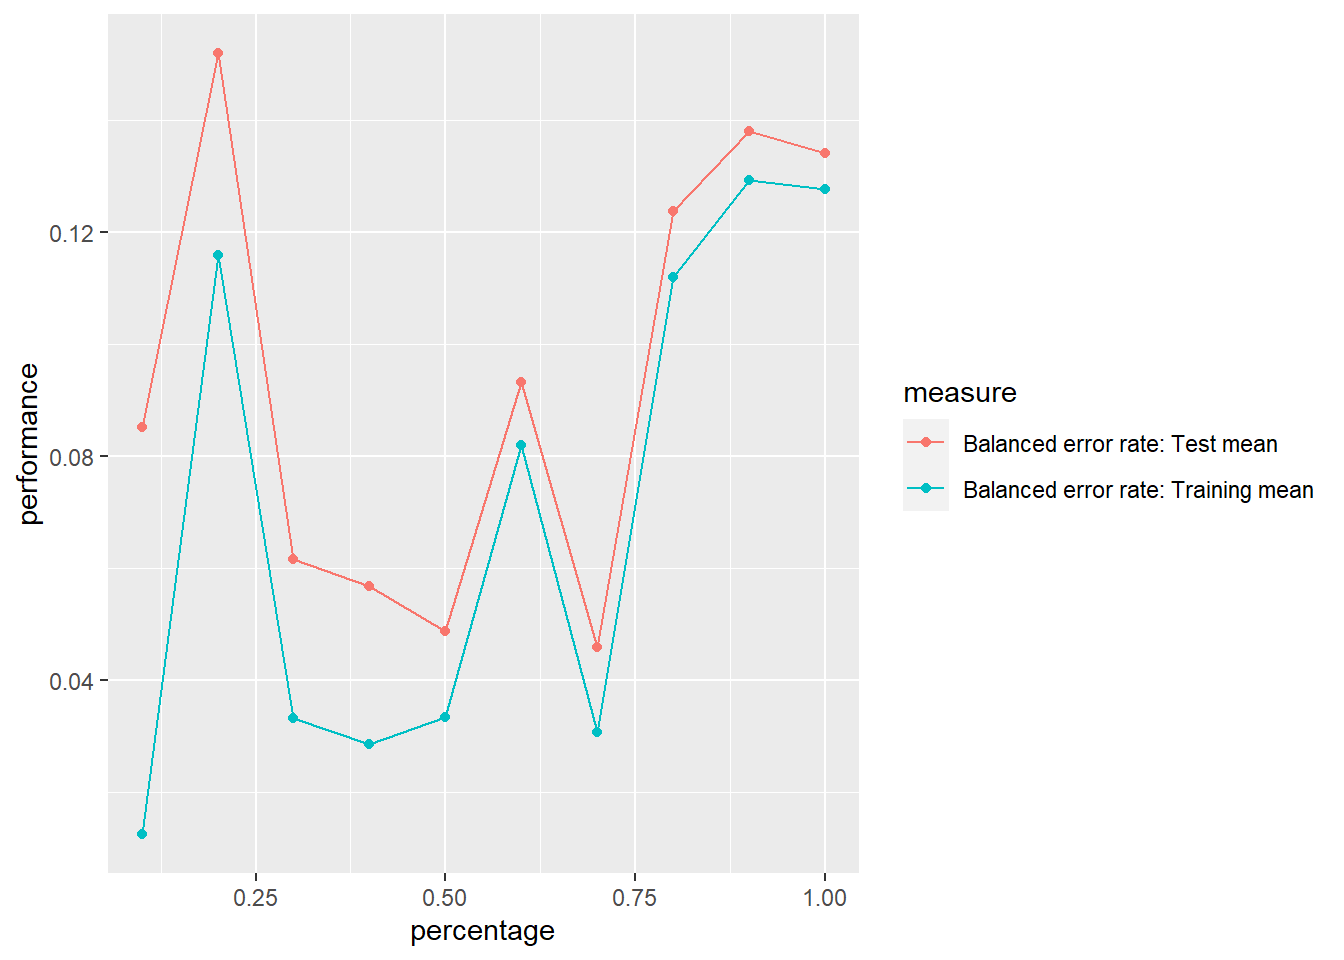 performance
0.12
0.08
0.04
0.25
0.50
0.75
1.00
percentage
measure
Balanced error rate: Test mean
Balanced error rate: Training mean